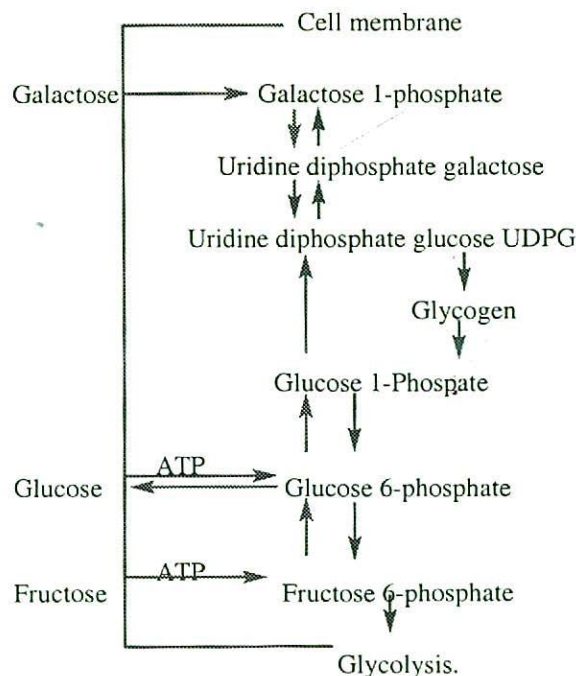 Cell membrane
Galactose Galactose 1-phosphate
Uridine diphosphate galactose
Uridine diphosphate glucose UDPG
Glycogen
Glucose 1-Phospate
ATP
Glucose Glucose 6-phosphate
ATP
Fructose Fructose 6-phosphate
Glycolysis.